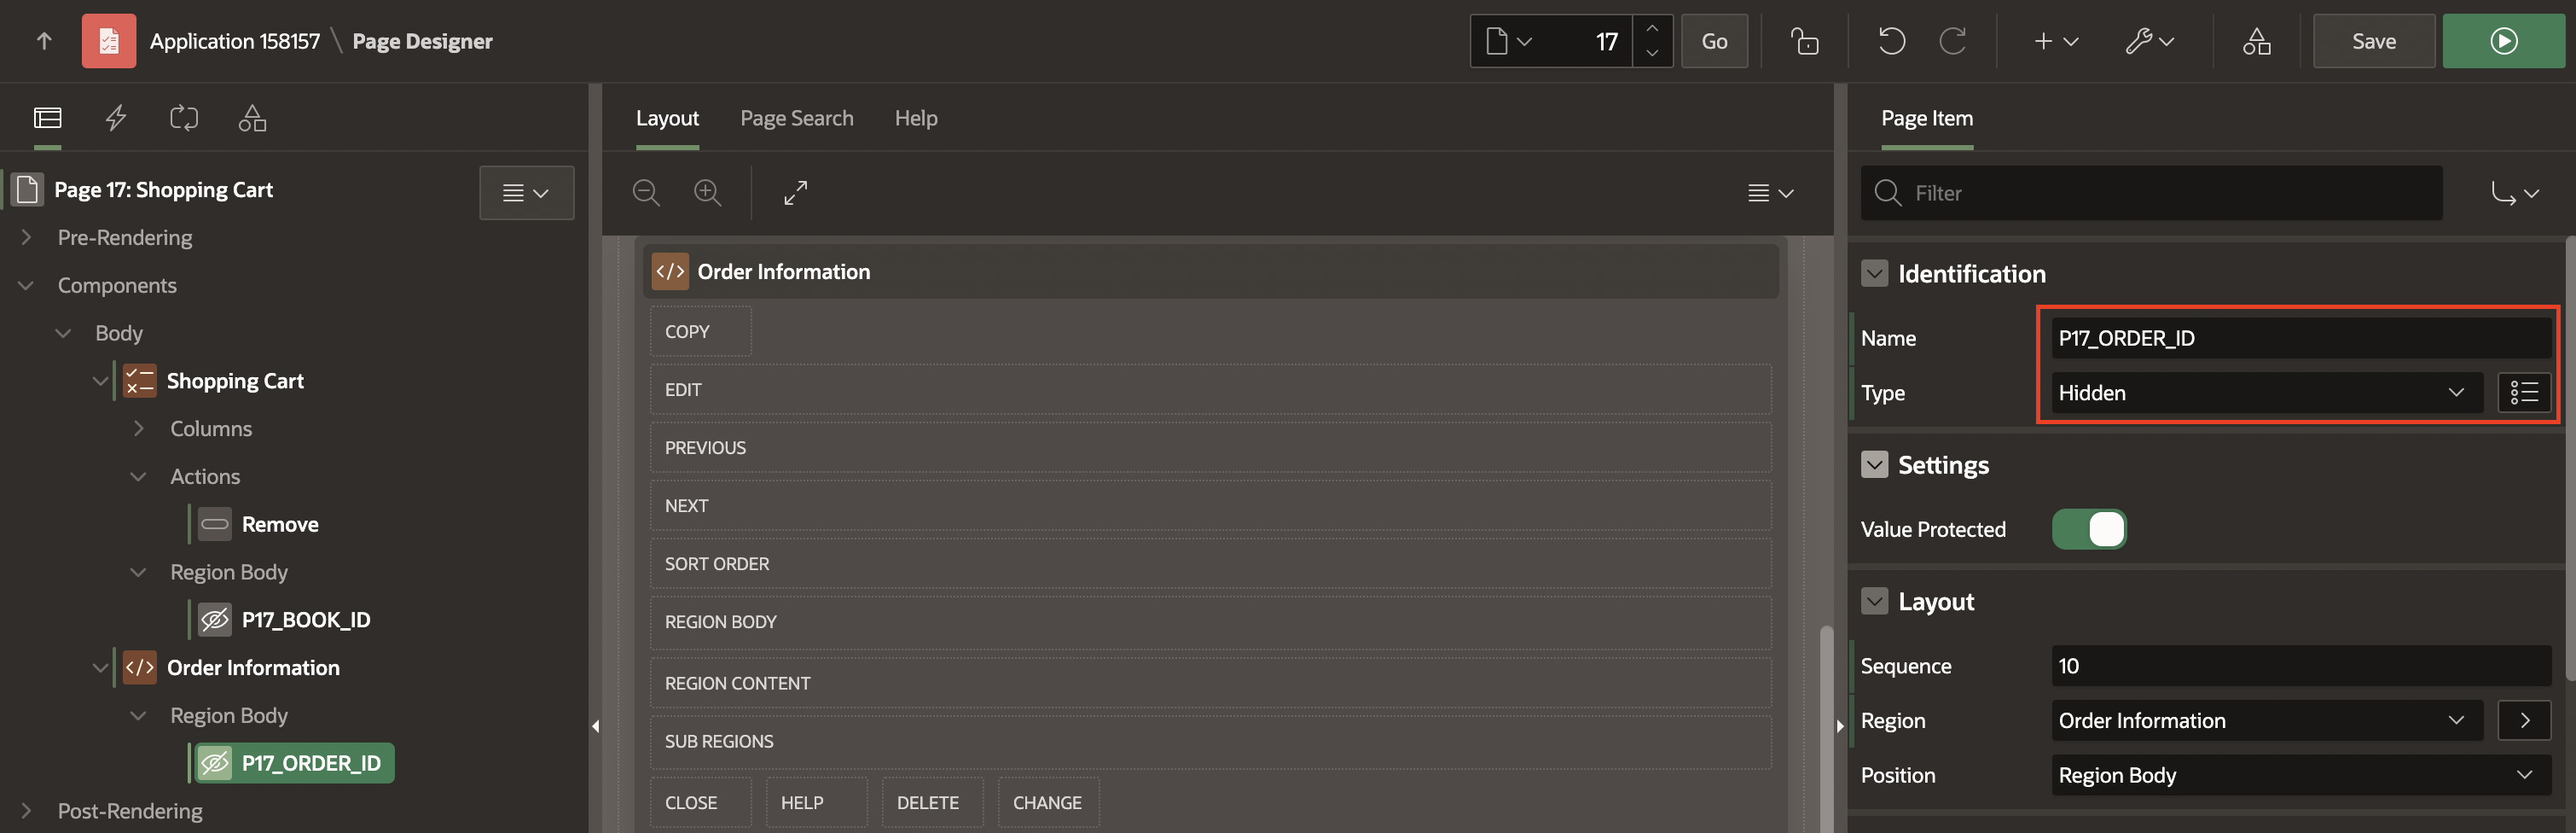 Application 158157 \ Page Designer
17
Go
Save
Layout
Page Search
Help
Page Item
Page 17: Shopping Cart
Pre-Rendering
Components
Body
Shopping Cart
Columns
Actions
Remove
Region Body
P17_BOOK_ID
Order Information
Region Body
P17_ORDER_ID
Post-Rendering
Order Information
COPY
EDIT
PREVIOUS
NEXT
SORT ORDER
REGION BODY
REGION CONTENT
SUB REGIONS
CLOSE
HELP
DELETE
CHANGE
Filter
Identification
Name
P17_ORDER_ID
Type
Hidden
Settings
Value Protected
Layout
Sequence
10
Region
Order Information
Position
Region Body